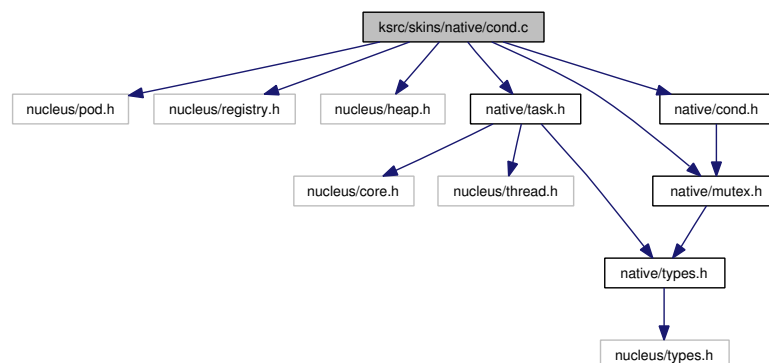 ksrc/skins/native/cond.c
nucleus/pod.h
nucleus/registry.h
nucleus/heap.h
native/task.h
native/cond.h
nucleus/core.h
nucleus/thread.h
native/mutex.h
native/types.h
nucleus/types.h